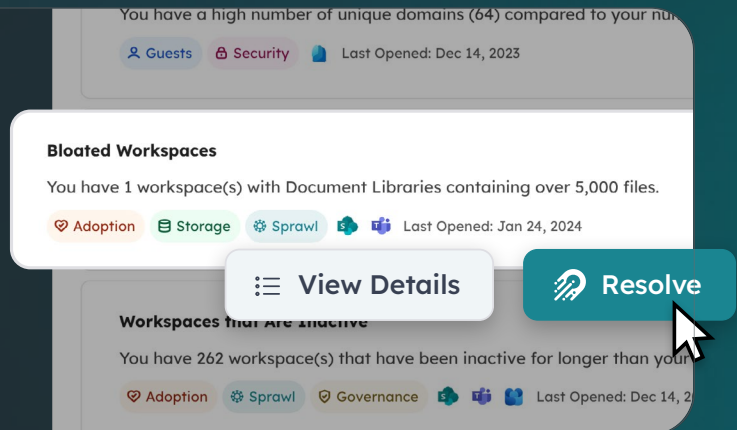 You have a high number of unique domains (64) compared to your
Guests Security Last Opened: Dec 14, 2023
Bloated Workspaces
You have 1 workspace(s) with Document Libraries containing over 5,000 files.
Adoption Storage Sprawl Last Opened: Jan 24, 2024
View Details Resolve
Workspaces that Are Inactive
You have 262 workspace(s) that have been inactive for longer than your
Adoption Sprawl Governance Last Opened: Dec 14,